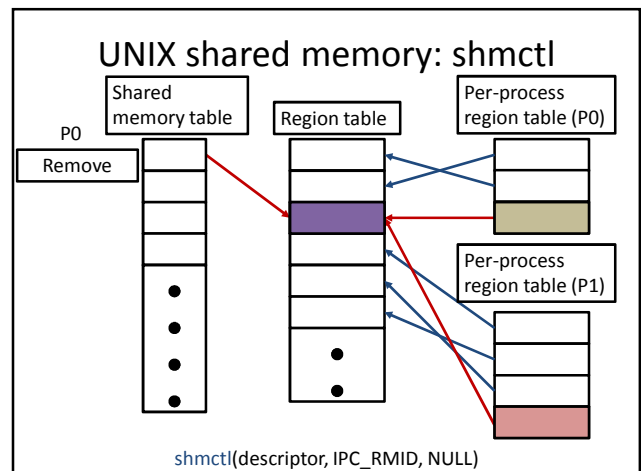 UNIX shared memory: shmctl
Shared
memory table
Region table
Per-process
region table (P0)
P0
Remove
Per-process
region table (P1)
shmctl(descriptor, IPC_RMID, NULL)